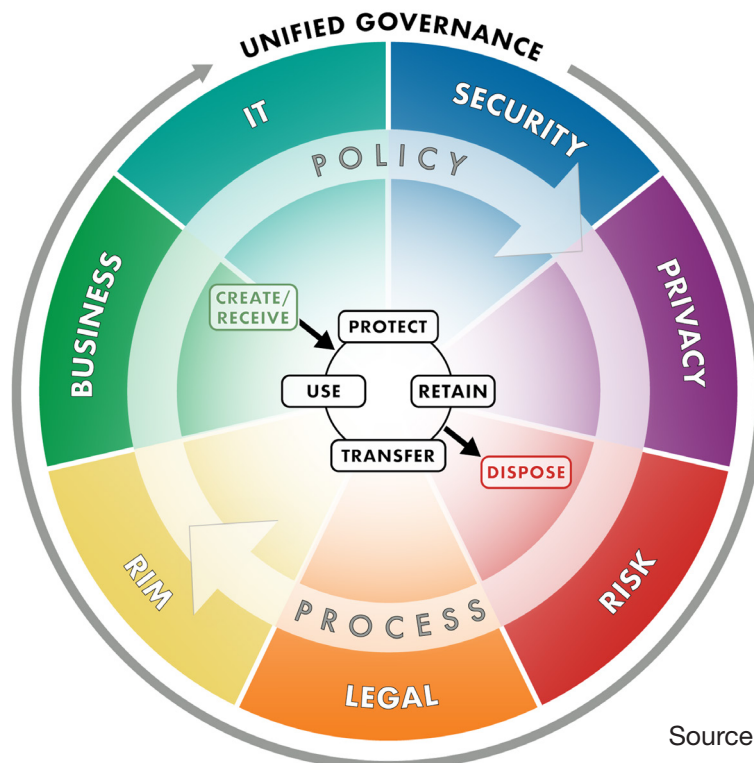 UNIFIED GOVERNANCE
IT
SECURITY
POLICY
BUSINESS
PRIVACY
CREATE/
RECEIVE
PROTECT
USE
RETAIN
TRANSFER
DISPOSE
RIM
RISK
PROCESS
LEGAL
Source